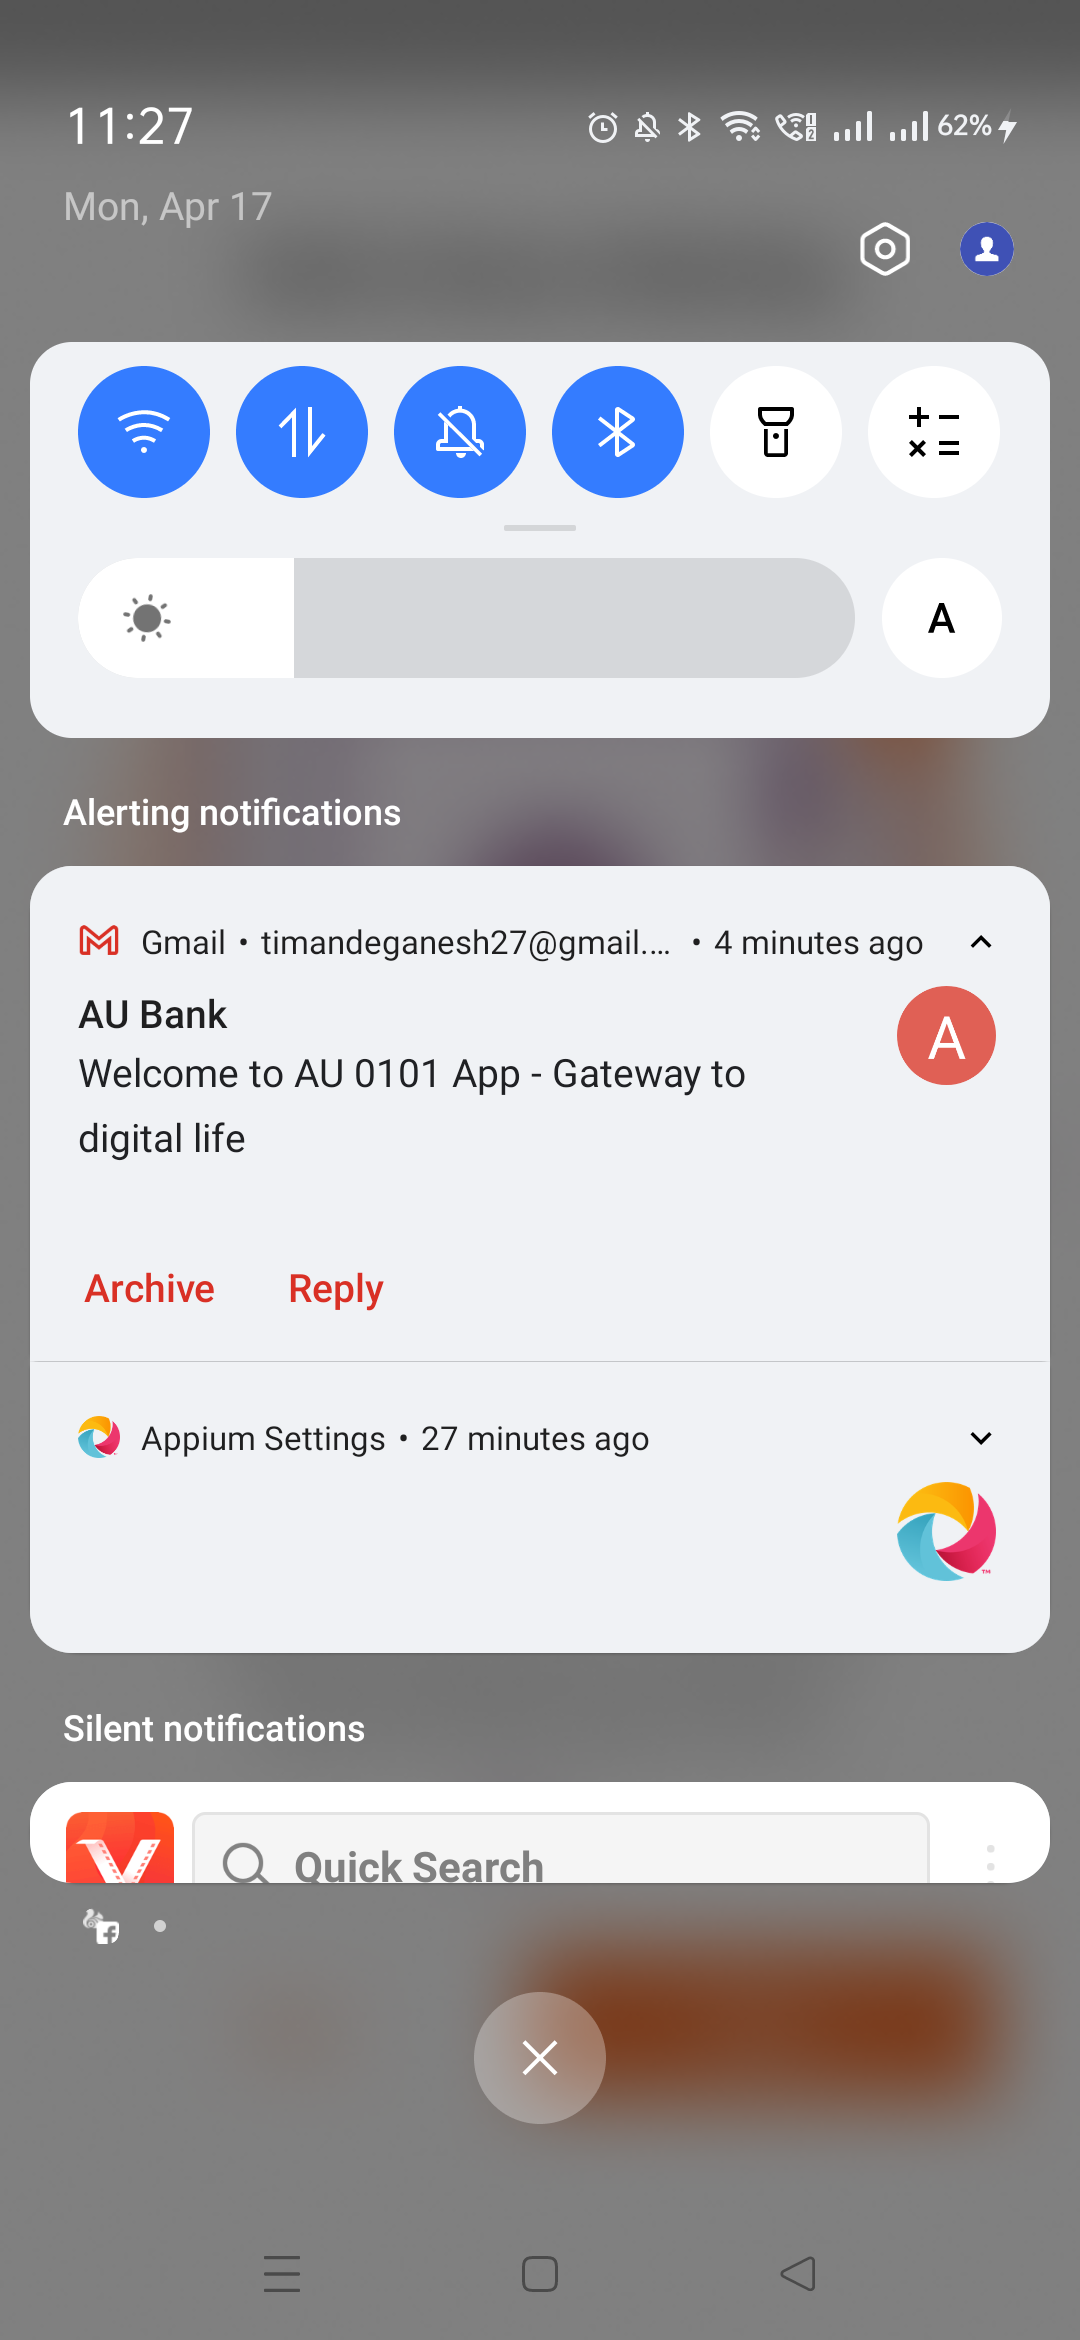 11:27
62%
Mon, Apr 17
A
Alerting notifications
Gmail • timandeganesh27@gmail.... • 4 minutes ago
AU Bank
A
Welcome to AU 0101 App - Gateway to
digital life
Archive Reply
Appium Settings • 27 minutes ago
Silent notifications
Quick Search